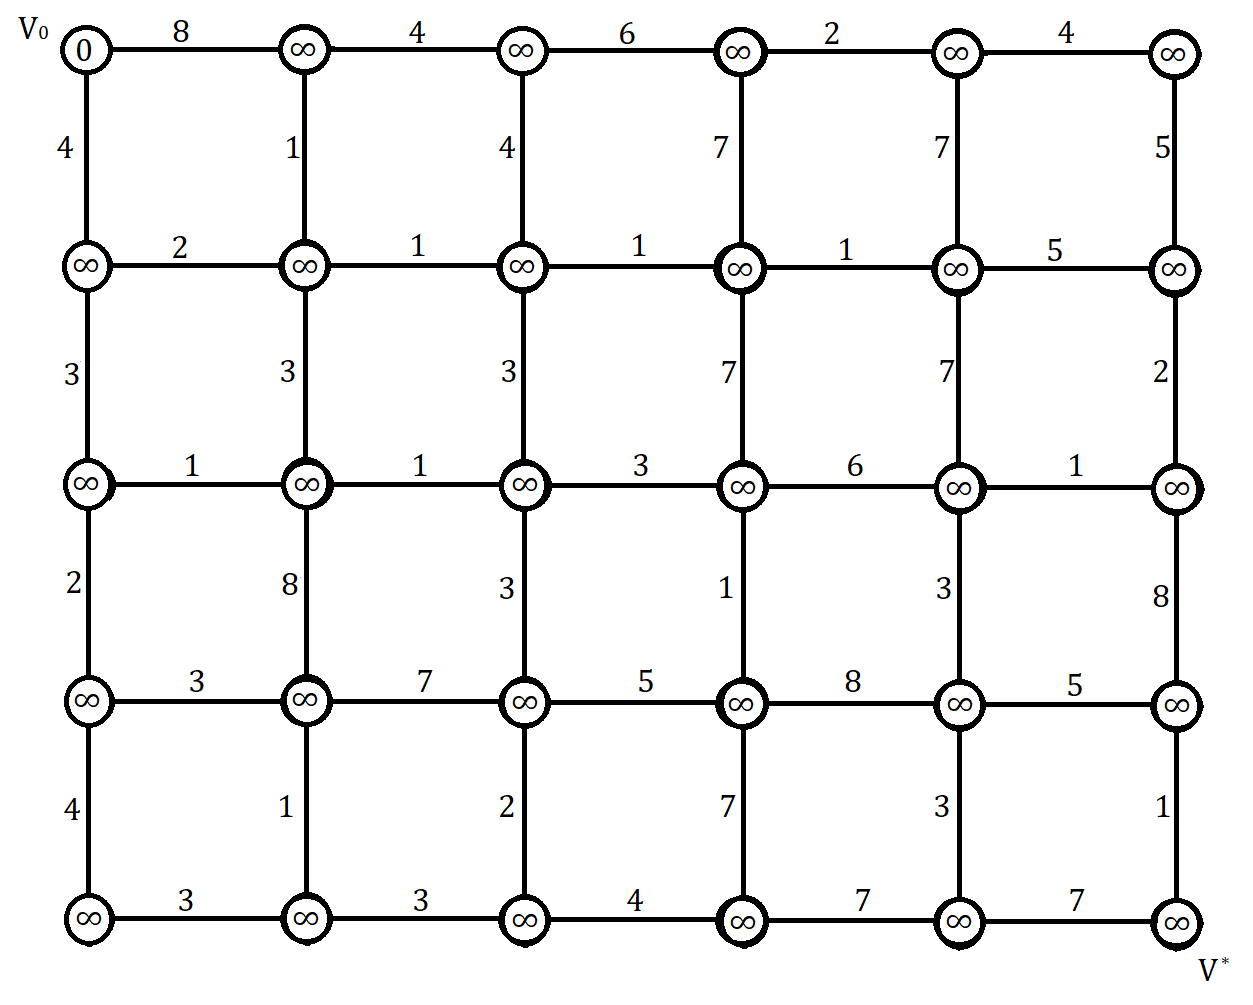 V₀ 8 4 6 2 4
0 ∞ ∞ ∞ ∞ ∞
4 1 4 7 7 5
2 1 1 1 5
∞ ∞ ∞ ∞ ∞ ∞
3 3 3 7 7 2
1 1 3 6 1
∞ ∞ ∞ ∞ ∞ ∞
2 8 3 1 3 8
3 7 5 8 5
∞ ∞ ∞ ∞ ∞ ∞
4 1 2 7 3 1
3 3 4 7 7
∞ ∞ ∞ ∞ ∞ ∞
V*